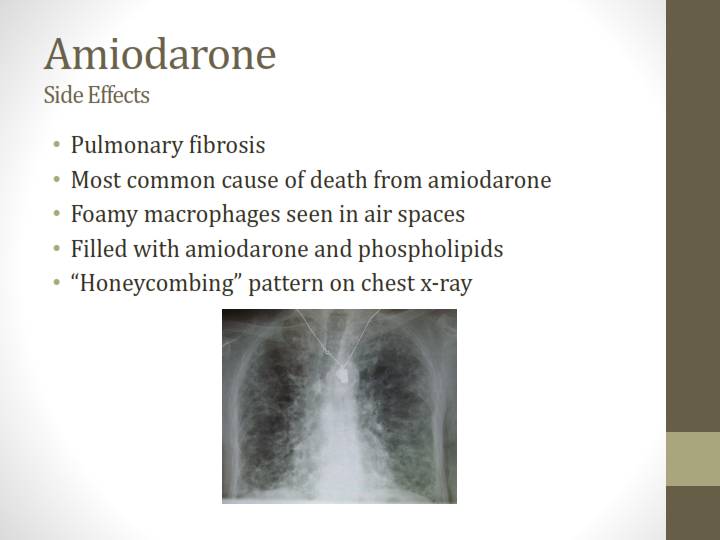 Amiodarone
Side Effects
• Pulmonary fibrosis
• Most common cause of death from amiodarone
• Foamy macrophages seen in air spaces
• Filled with amiodarone and phospholipids
• “Honeycombing” pattern on chest x-ray